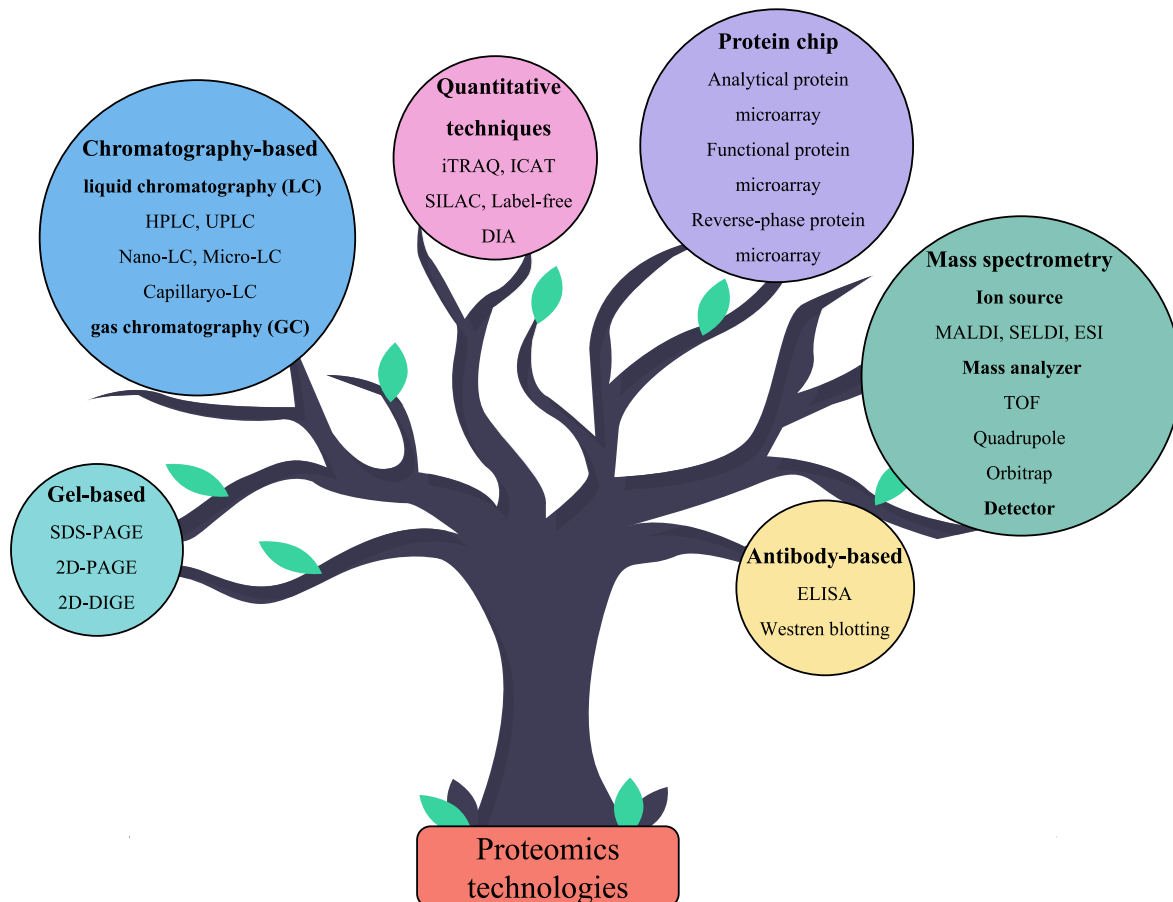 Chromatography-based
liquid chromatography (LC)
HPLC, UPLC
Nano-LC, Micro-LC
Capillaryo-LC
gas chromatography (GC)
Quantitative
techniques
iTRAQ, ICAT
SILAC, Label-free
DIA
Protein chip
Analytical protein
microarray
Functional protein
microarray
Reverse-phase protein
microarray
Mass spectrometry
Ion source
MALDI, SELDI, ESI
Mass analyzer
TOF
Quadrupole
Orbitrap
Detector
Gel-based
SDS-PAGE
2D-PAGE
2D-DIGE
Antibody-based
ELISA
Westren blotting
Proteomics
technologies